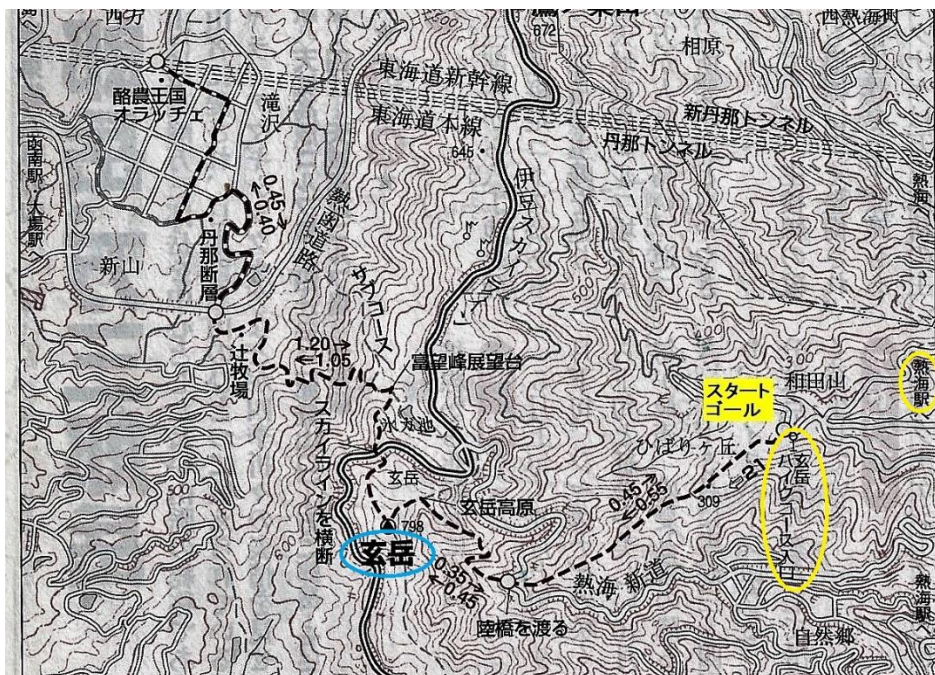 672
西熱海町
相原
東海道新幹線
新丹那トンネル
酪農王国
オラッチェ
滝沢
東海道本線
丹那トンネル
645
熱海へ
函南駅・大場駅へ
0.45→
←0.40
伊豆スカイライン
熱函道路
丹那断層
新山
サブコース
500
400
300
辻牧場
1.20→
←1.05
富望峰展望台
氷ヶ池
スタート
ゴール
和田山
熱海駅
ひばりヶ丘
スカイラインを横断
玄岳
玄岳
ハイクコース入口
玄岳高原
0.45→
←0.55
309
500
600
798
玄岳
0.35→
←0.45
熱海新道
陸橋を渡る
自然郷
熱海駅